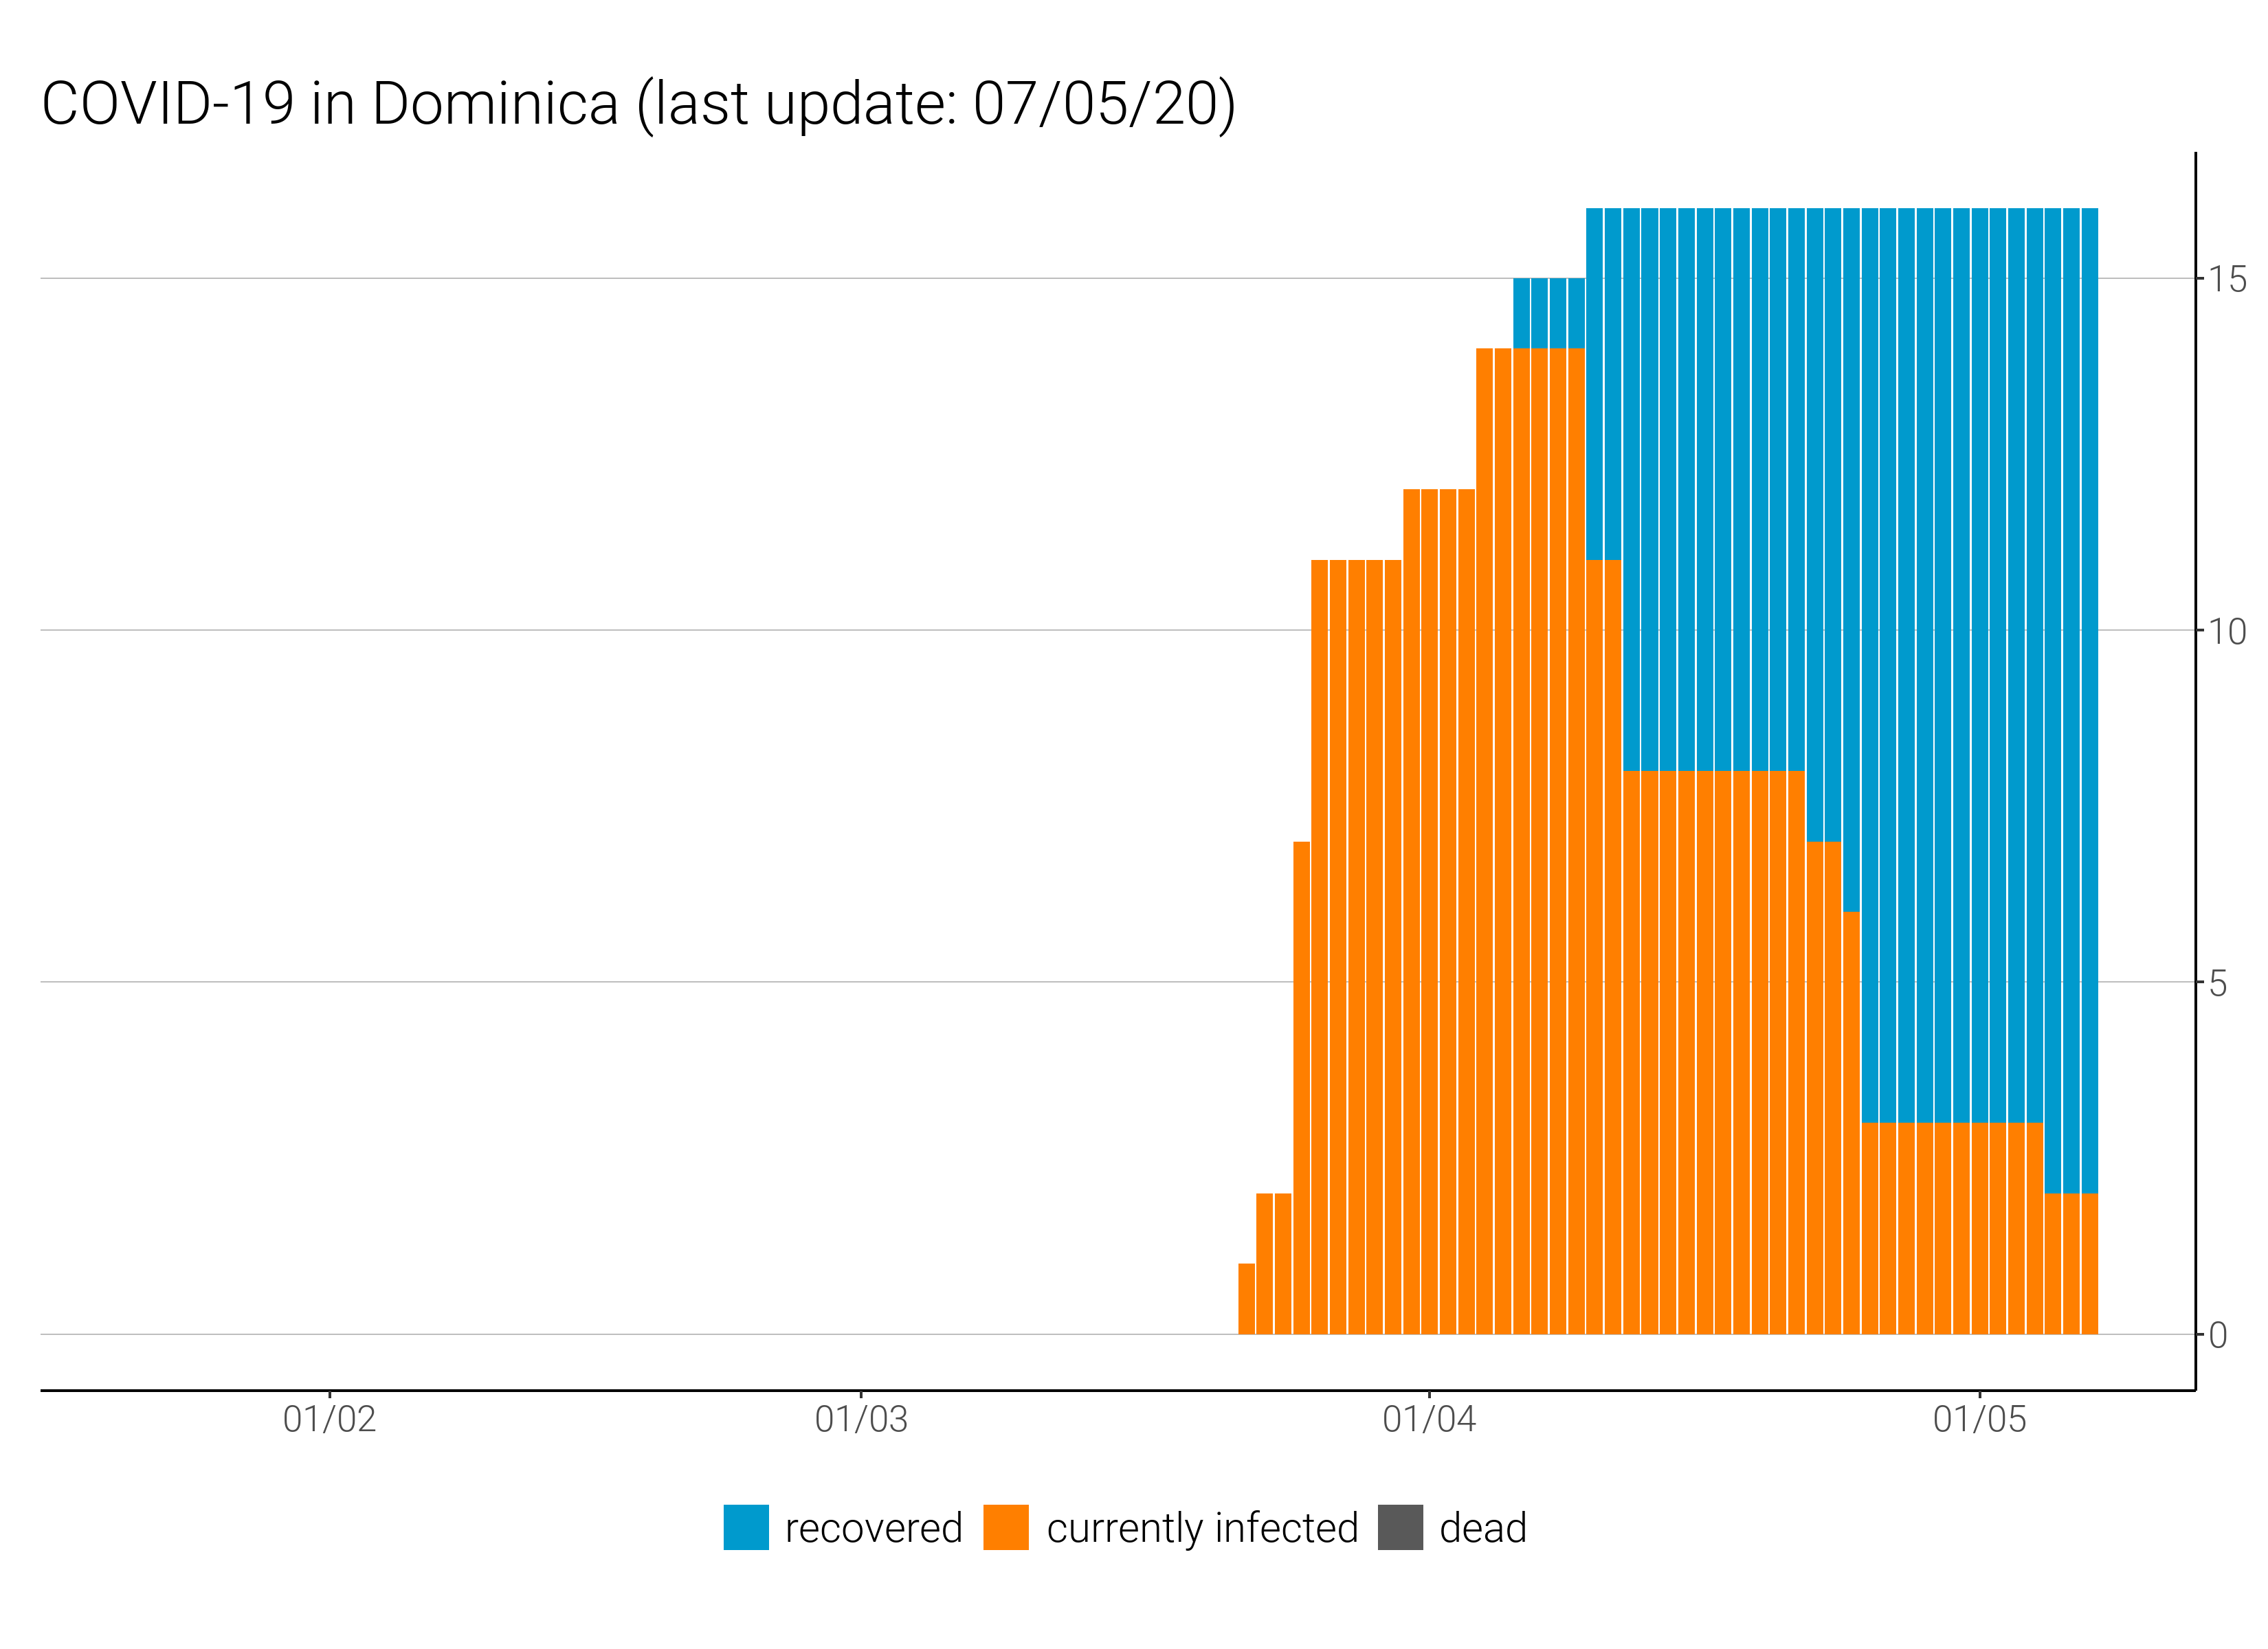 COVID-19 in Dominica (last update: 07/05/20)
15
10
5
0
01/02 01/03 01/04 01/05
recovered currently infected dead